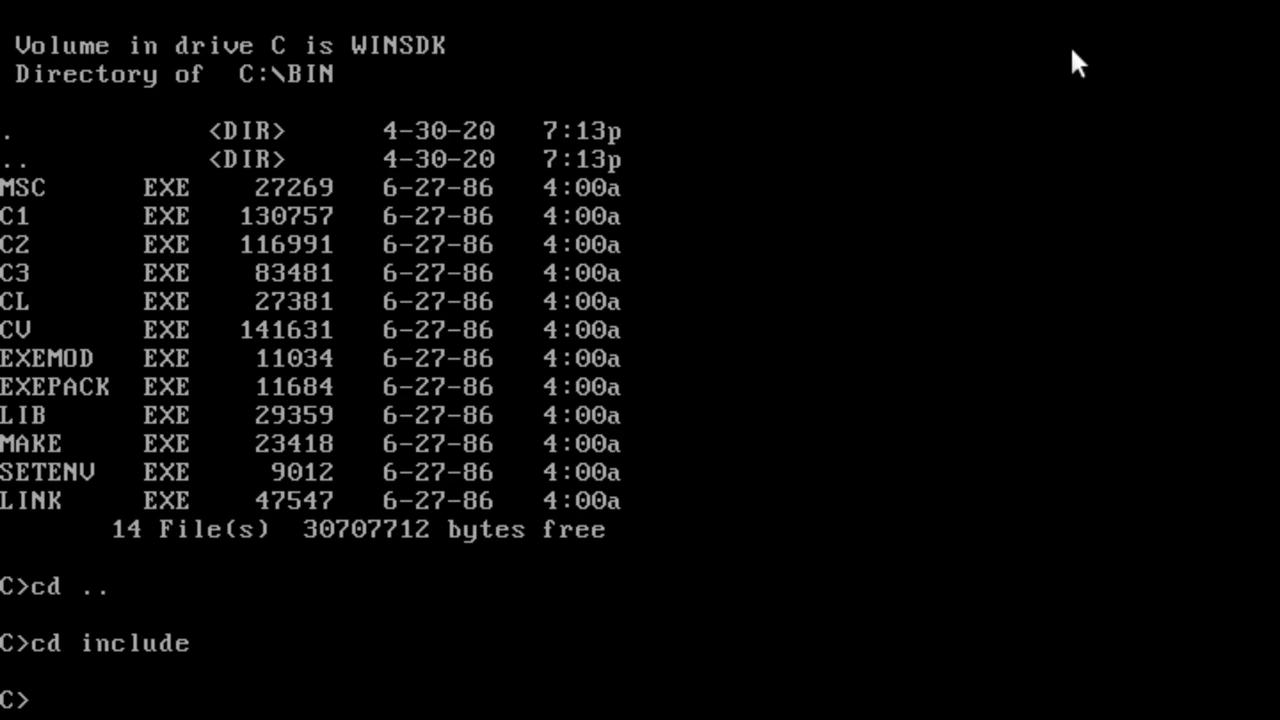 Volume in drive C is WINSDK
Directory of  C:\BIN
.            <DIR>      4-30-20   7:13p
..           <DIR>      4-30-20   7:13p
MSC      EXE    27269   6-27-86   4:00a
C1       EXE   130757   6-27-86   4:00a
C2       EXE   116991   6-27-86   4:00a
C3       EXE    83481   6-27-86   4:00a
CL       EXE    27381   6-27-86   4:00a
CV       EXE   141631   6-27-86   4:00a
EXEMOD   EXE    11034   6-27-86   4:00a
EXEPACK  EXE    11684   6-27-86   4:00a
LIB      EXE    29359   6-27-86   4:00a
MAKE     EXE    23418   6-27-86   4:00a
SETENV   EXE     9012   6-27-86   4:00a
LINK     EXE    47547   6-27-86   4:00a
14 File(s)  30707712 bytes free
C>cd ..
C>cd include
C>